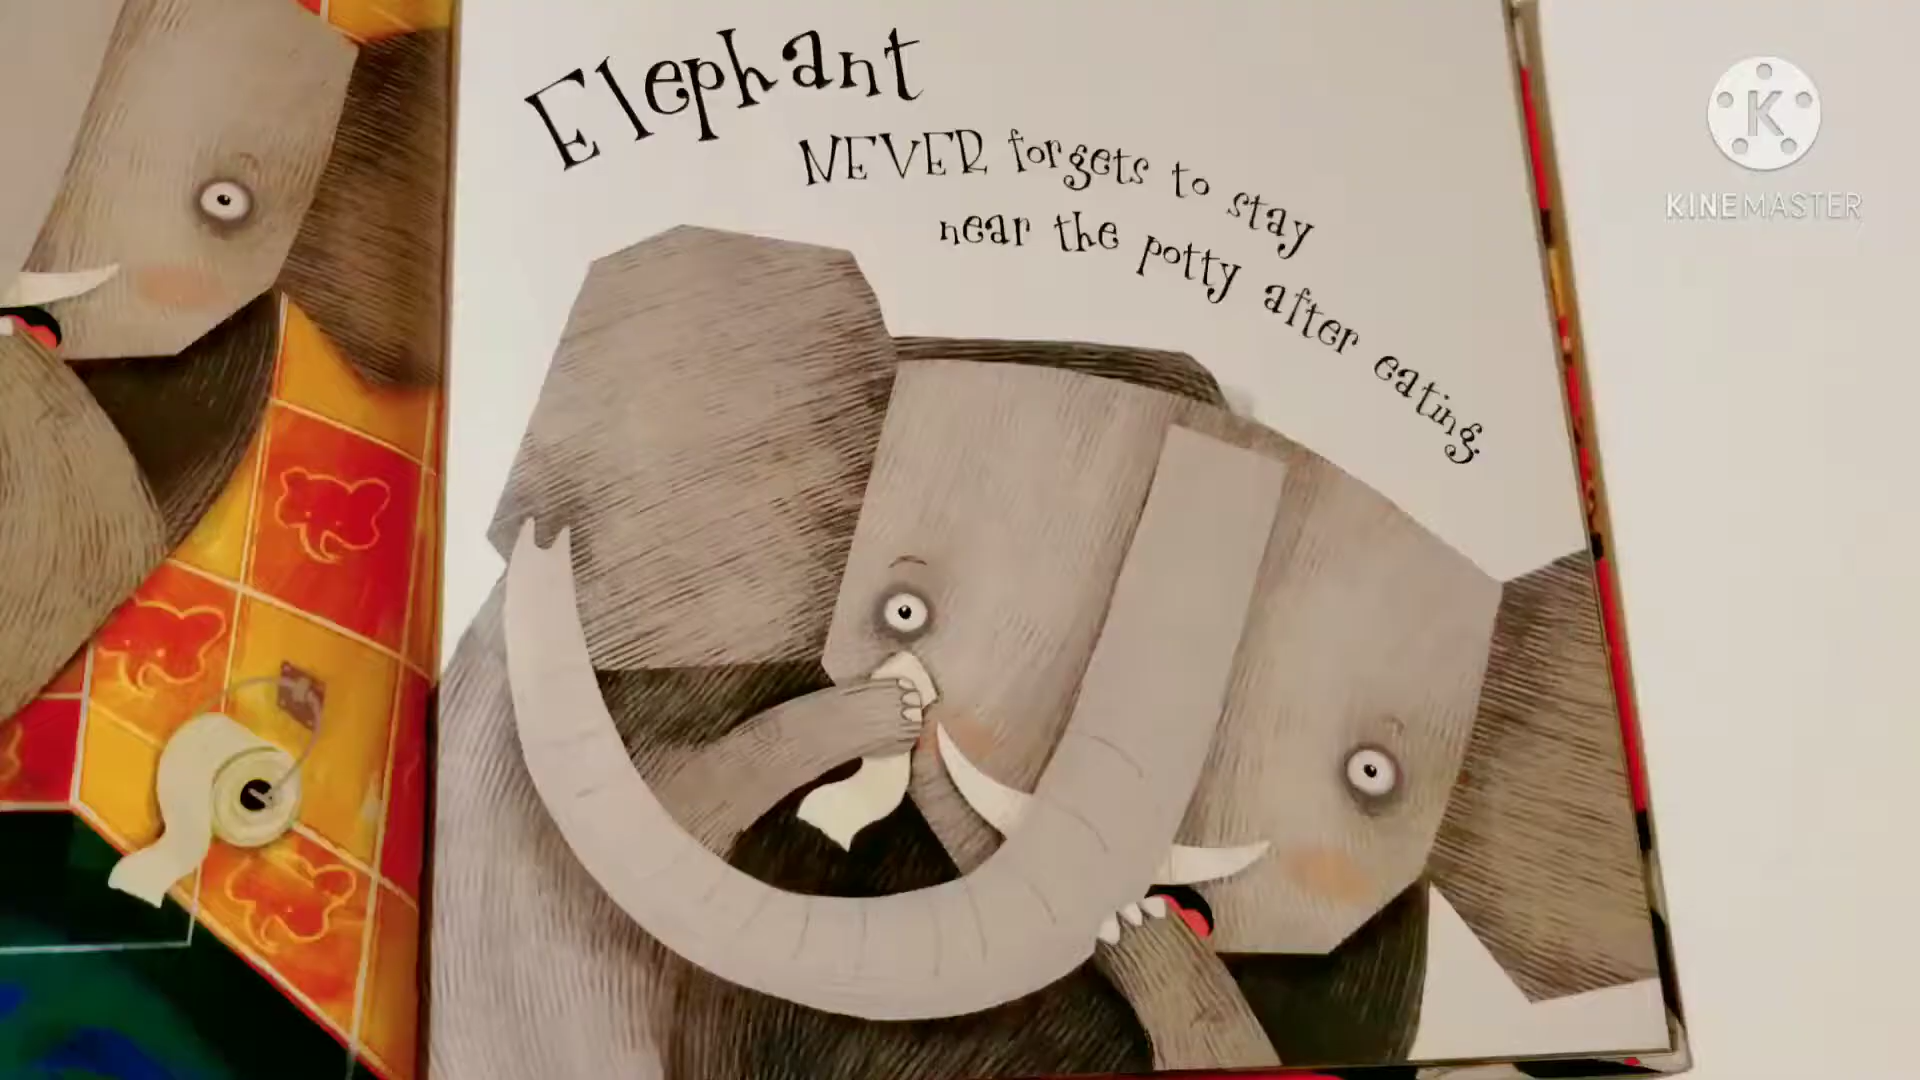 Elephant
NEVER forgets to stay
near the potty after eating.
K
KINEMASTER